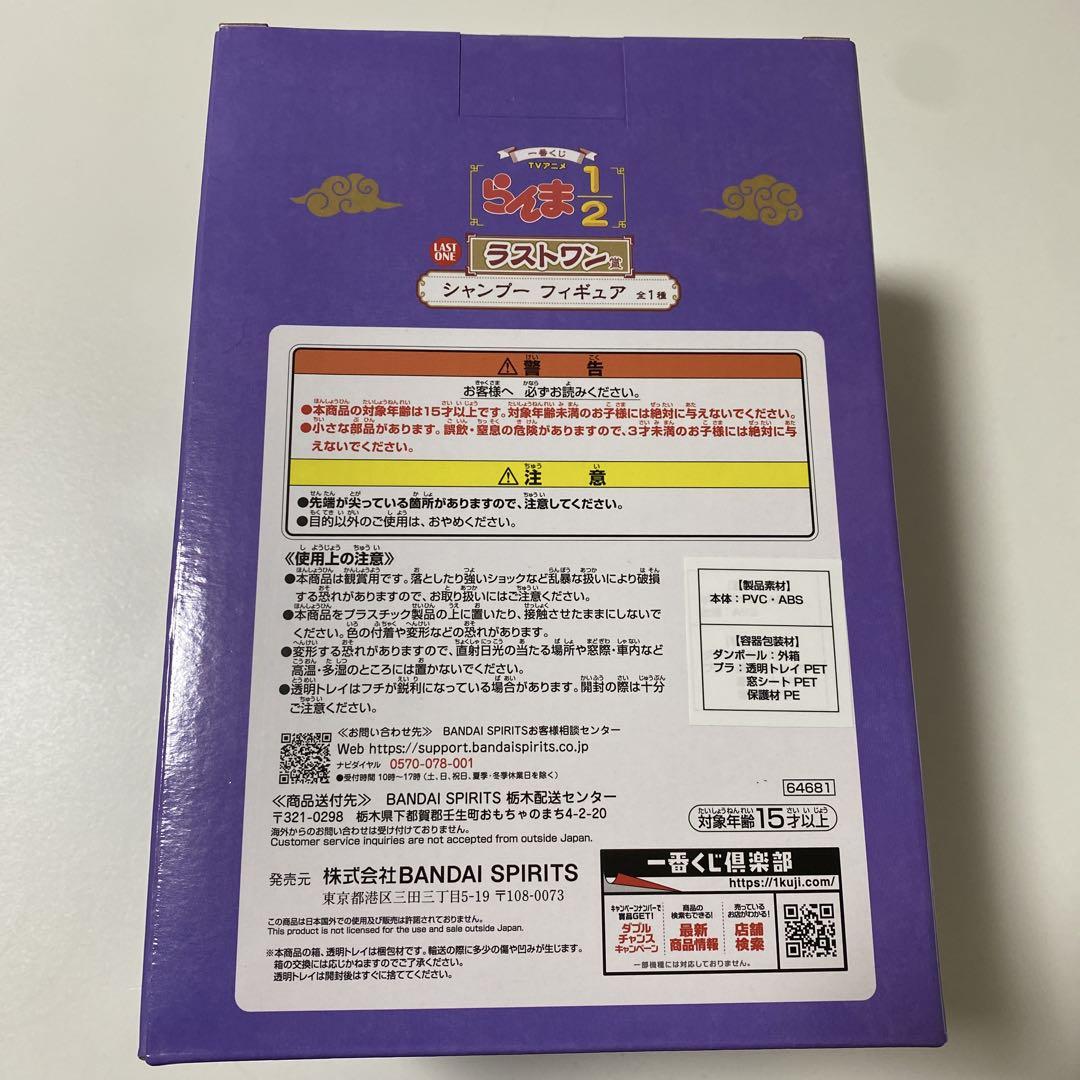 一番くじ
TVアニメ
らんま1/2
LAST ONE
ラストワン賞
シャンプー フィギュア 全1種
⚠警告
お客様へ 必ずお読みください。
●本商品の対象年齢は15才以上です。対象年齢未満のお子様には絶対に与えないでください。
●小さな部品があります。誤飲・窒息の危険がありますので、3才未満のお子様には絶対に与
えないでください。
⚠注意
●先端が尖っている箇所がありますので、注意してください。
●目的以外のご使用は、おやめください。
《使用上の注意》
●本商品は観賞用です。落としたり強いショックなど乱暴な扱いにより破損
する恐れがありますので、お取り扱いにはご注意ください。
●本商品をプラスチック製品の上に置いたり、接触させたままにしないで
ください。色の付着や変形などの恐れがあります。
●変形する恐れがありますので、直射日光の当たる場所や窓際・車内など
高温・多湿のところには置かないでください。
●透明トレイはフチが鋭利になっている場合があります。開封の際は十分
ご注意ください。
【製品素材】
本体:PVC・ABS
【容器包装材】
ダンボール:外箱
プラ:透明トレイ PET
窓シート PET
保護材 PE
≪お問い合わせ先≫ BANDAI SPIRITSお客様相談センター
Web https://support.bandaispirits.co.jp
ナビダイヤル 0570-078-001
●受付時間 10時〜17時(土、日、祝日、夏季・冬季休業日を除く)
64681
≪商品送付先≫ BANDAI SPIRITS 栃木配送センター
〒321-0298 栃木県下都賀郡壬生町おもちゃのまち4-2-20
海外からのお問い合わせは受け付けておりません。
Customer service inquiries are not accepted from outside Japan.
対象年齢15才以上
発売元 株式会社BANDAI SPIRITS
東京都港区三田三丁目5-19 〒108-0073
この商品は日本国外での使用及び販売は許諾されておりません。
This product is not licensed for the use and sale outside Japan.
※本商品の箱、透明トレイは梱包材です。輸送の際に多少の傷や凹みが生じます。
箱の交換には応じかねますのでご了承ください。
透明トレイは開封後はすぐに捨ててください。
一番くじ倶楽部
https://1kuji.com/
キャンペーンナンバーで
賞品GET!
ダブル
チャンス
キャンペーン
商品の
検索もできる!
最新
商品情報
売っている
お店がわかる!
店舗
検索
一部機種には対応しておりません。